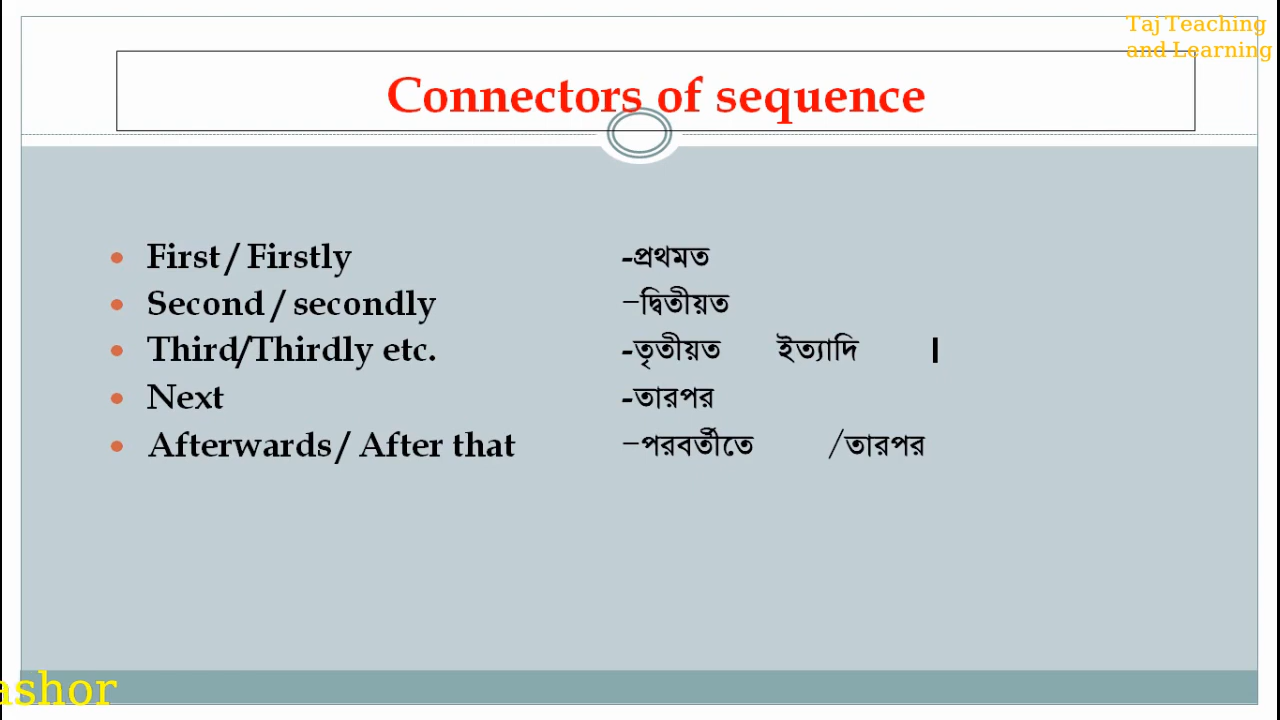 Taj Teaching
and Learning
Connectors of sequence
• First / Firstly -প্রথমত
• Second / secondly –দ্বিতীয়ত
• Third/Thirdly etc. -তৃতীয়ত ইত্যাদি ।
• Next -তারপর
• Afterwards / After that –পরবর্তীতে /তারপর
ashor